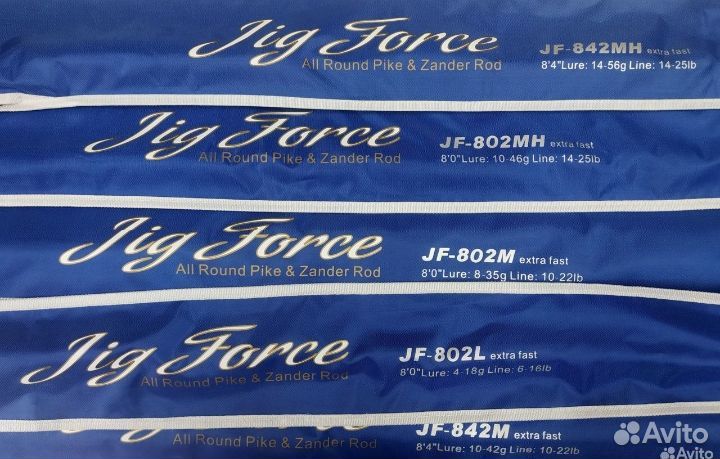 Jig Force
All Round Pike & Zander Rod
JF-842MH extra fast
8'4"Lure: 14-56g Line: 14-25lb
Jig Force
All Round Pike & Zander Rod
JF-802MH extra fast
8'0"Lure: 10-46g Line: 14-25lb
Jig Force
All Round Pike & Zander Rod
JF-802M extra fast
8'0"Lure: 8-35g Line: 10-22lb
Jig Force
All Round Pike & Zander Rod
JF-802L extra fast
8'0"Lure: 4-18g Line: 6-16lb
Jig Force
All Round Pike & Zander Rod
JF-842M extra fast
8'4"Lure: 10-42g Line: 10-22lb
Avito
Avito